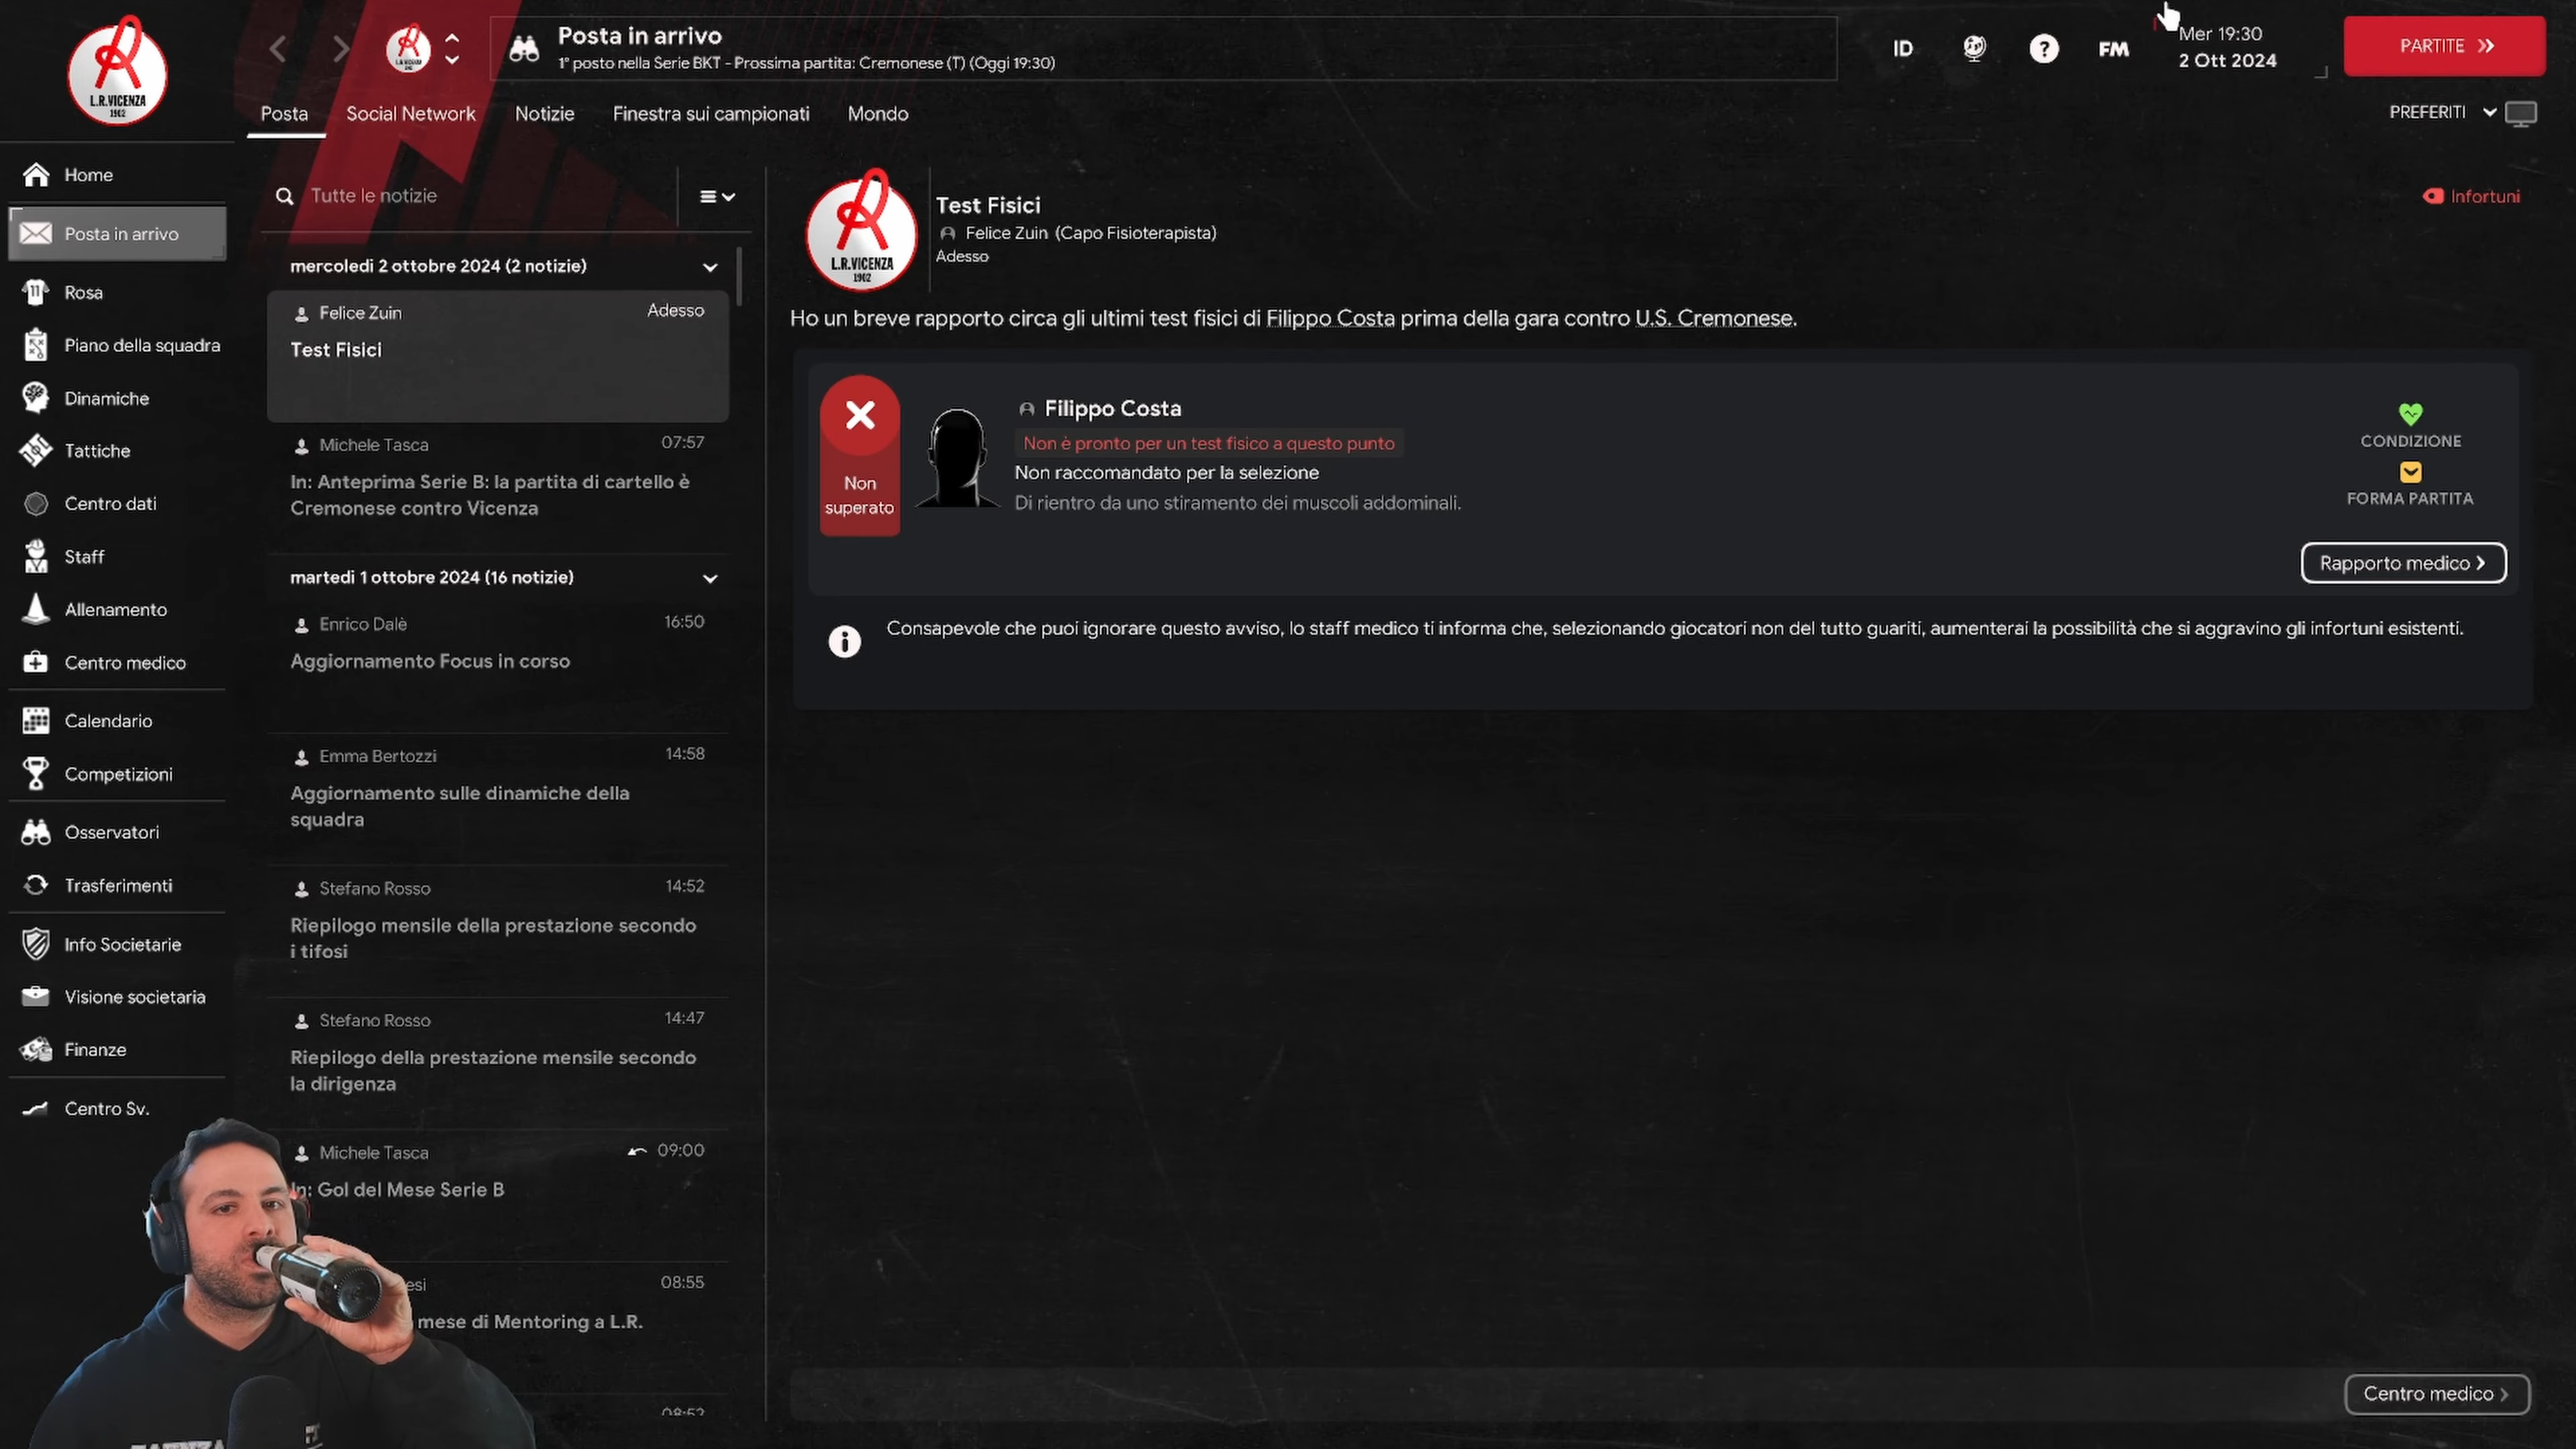 L.R.VICENZA
1902
Posta in arrivo
1° posto nella Serie BKT - Prossima partita: Cremonese (T) (Oggi 19:30)
ID
?
FM
Mer 19:30
2 Ott 2024
PARTITE
Posta
Social Network
Notizie
Finestra sui campionati
Mondo
PREFERITI
Home
Posta in arrivo
Rosa
Piano della squadra
Dinamiche
Tattiche
Centro dati
Staff
Allenamento
Centro medico
Calendario
Competizioni
Osservatori
Trasferimenti
Info Societarie
Visione societaria
Finanze
Centro Sv.
Tutte le notizie
mercoledì 2 ottobre 2024 (2 notizie)
Felice Zuin
Adesso
Test Fisici
Michele Tasca
07:57
In: Anteprima Serie B: la partita di cartello è
Cremonese contro Vicenza
martedì 1 ottobre 2024 (16 notizie)
Enrico Dalè
16:50
Aggiornamento Focus in corso
Emma Bertozzi
14:58
Aggiornamento sulle dinamiche della
squadra
Stefano Rosso
14:52
Riepilogo mensile della prestazione secondo
i tifosi
Stefano Rosso
14:47
Riepilogo della prestazione mensile secondo
la dirigenza
Michele Tasca
09:00
In: Gol del Mese Serie B
esi
08:55
mese di Mentoring a L.R.
08:52
L.R.VICENZA
1902
Test Fisici
Felice Zuin (Capo Fisioterapista)
Adesso
Infortuni
Ho un breve rapporto circa gli ultimi test fisici di Filippo Costa prima della gara contro U.S. Cremonese.
Non
superato
Filippo Costa
Non è pronto per un test fisico a questo punto
Non raccomandato per la selezione
Di rientro da uno stiramento dei muscoli addominali.
CONDIZIONE
FORMA PARTITA
Rapporto medico
Consapevole che puoi ignorare questo avviso, lo staff medico ti informa che, selezionando giocatori non del tutto guariti, aumenterai la possibilità che si aggravino gli infortuni esistenti.
Centro medico